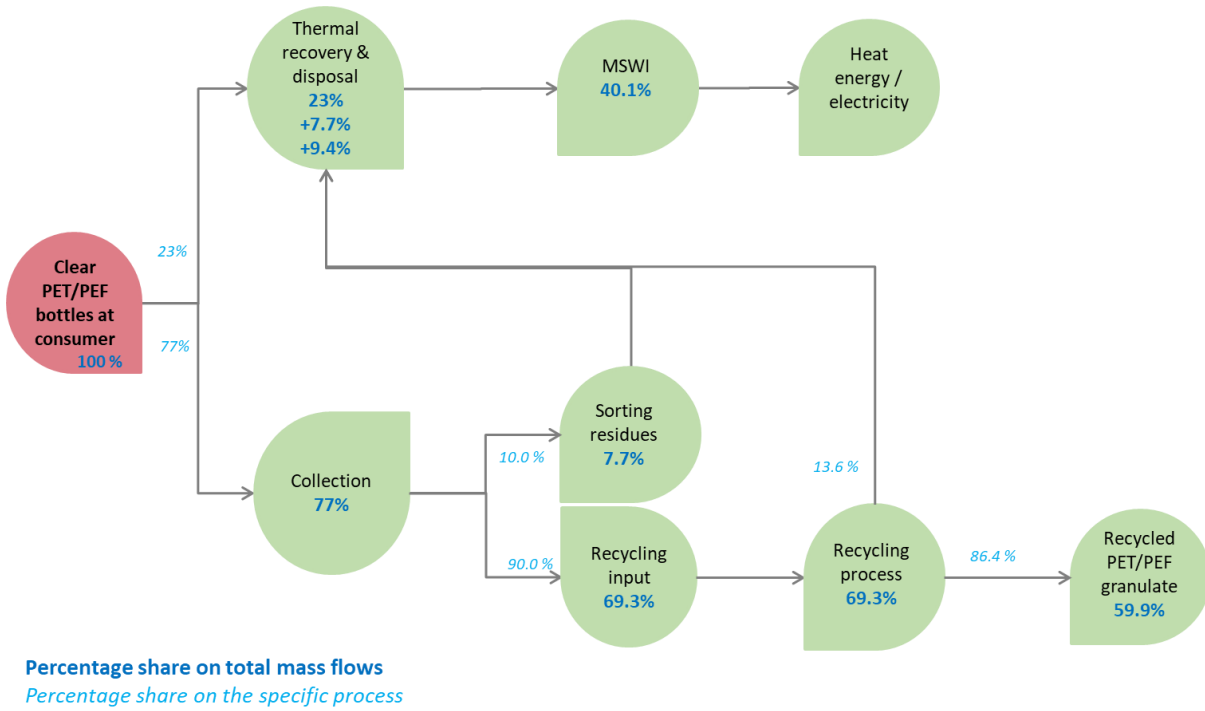 Thermal
recovery &
disposal
23%
+7.7%
+9.4%
MSWI
40.1%
Heat
energy /
electricity
23%
Clear
PET/PEF
bottles at
consumer
100 %
77%
Collection
77%
10.0 %
Sorting
residues
7.7%
90.0 %
Recycling
input
69.3%
13.6 %
Recycling
process
69.3%
86.4 %
Recycled
PET/PEF
granulate
59.9%
Percentage share on total mass flows
Percentage share on the specific process